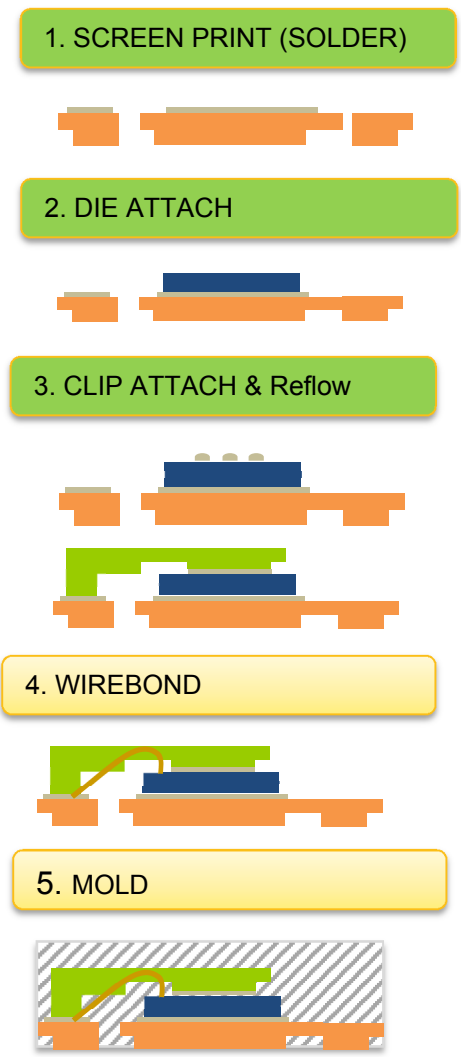 1. SCREEN PRINT (SOLDER)
2. DIE ATTACH
3. CLIP ATTACH & Reflow
4. WIREBOND
5. MOLD